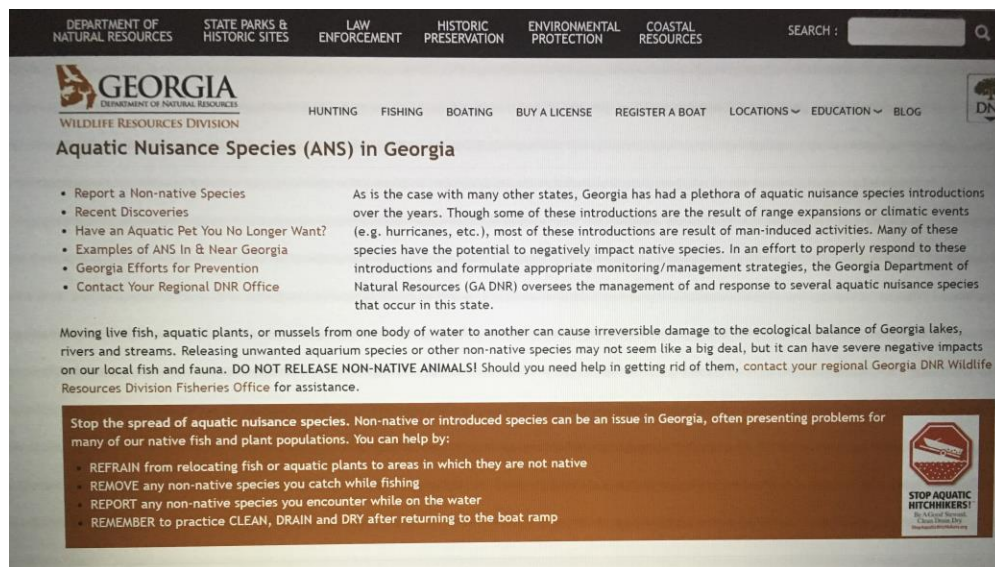 DEPARTMENT OF
NATURAL RESOURCES
STATE PARKS &
HISTORIC SITES
LAW
ENFORCEMENT
HISTORIC
PRESERVATION
ENVIRONMENTAL
PROTECTION
COASTAL
RESOURCES
SEARCH :
GEORGIA
DEPARTMENT OF NATURAL RESOURCES
WILDLIFE RESOURCES DIVISION
HUNTING FISHING BOATING BUY A LICENSE REGISTER A BOAT LOCATIONS EDUCATION BLOG
Aquatic Nuisance Species (ANS) in Georgia
• Report a Non-native Species
• Recent Discoveries
• Have an Aquatic Pet You No Longer Want?
• Examples of ANS In & Near Georgia
• Georgia Efforts for Prevention
• Contact Your Regional DNR Office
As is the case with many other states, Georgia has had a plethora of aquatic nuisance species introductions
over the years. Though some of these introductions are the result of range expansions or climatic events
(e.g. hurricanes, etc.), most of these introductions are result of man-induced activities. Many of these
species have the potential to negatively impact native species. In an effort to properly respond to these
introductions and formulate appropriate monitoring/management strategies, the Georgia Department of
Natural Resources (GA DNR) oversees the management of and response to several aquatic nuisance species
that occur in this state.
Moving live fish, aquatic plants, or mussels from one body of water to another can cause irreversible damage to the ecological balance of Georgia lakes,
rivers and streams. Releasing unwanted aquarium species or other non-native species may not seem like a big deal, but it can have severe negative impacts
on our local fish and fauna. DO NOT RELEASE NON-NATIVE ANIMALS! Should you need help in getting rid of them, contact your regional Georgia DNR Wildlife
Resources Division Fisheries Office for assistance.
Stop the spread of aquatic nuisance species. Non-native or introduced species can be an issue in Georgia, often presenting problems for
many of our native fish and plant populations. You can help by:
• REFRAIN from relocating fish or aquatic plants to areas in which they are not native
• REMOVE any non-native species you catch while fishing
• REPORT any non-native species you encounter while on the water
• REMEMBER to practice CLEAN, DRAIN and DRY after returning to the boat ramp
STOP AQUATIC
HITCHHIKERS!
Be A Good Steward.
Clean. Drain. Dry